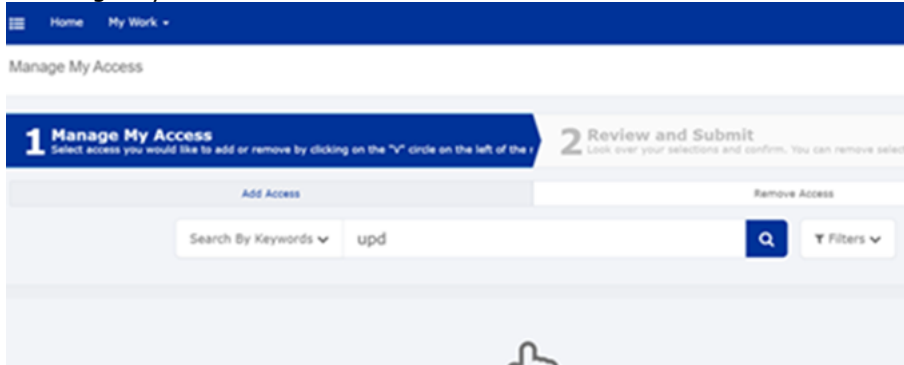 Home My Work
Manage My Access
1 Manage My Access
Select access you would like to add or remove by clicking on the "V" circle on the left of the r
2 Review and Submit
Look over your selections and confirm. You can remove selec
Add Access Remove Access
Search By Keywords upd Filters